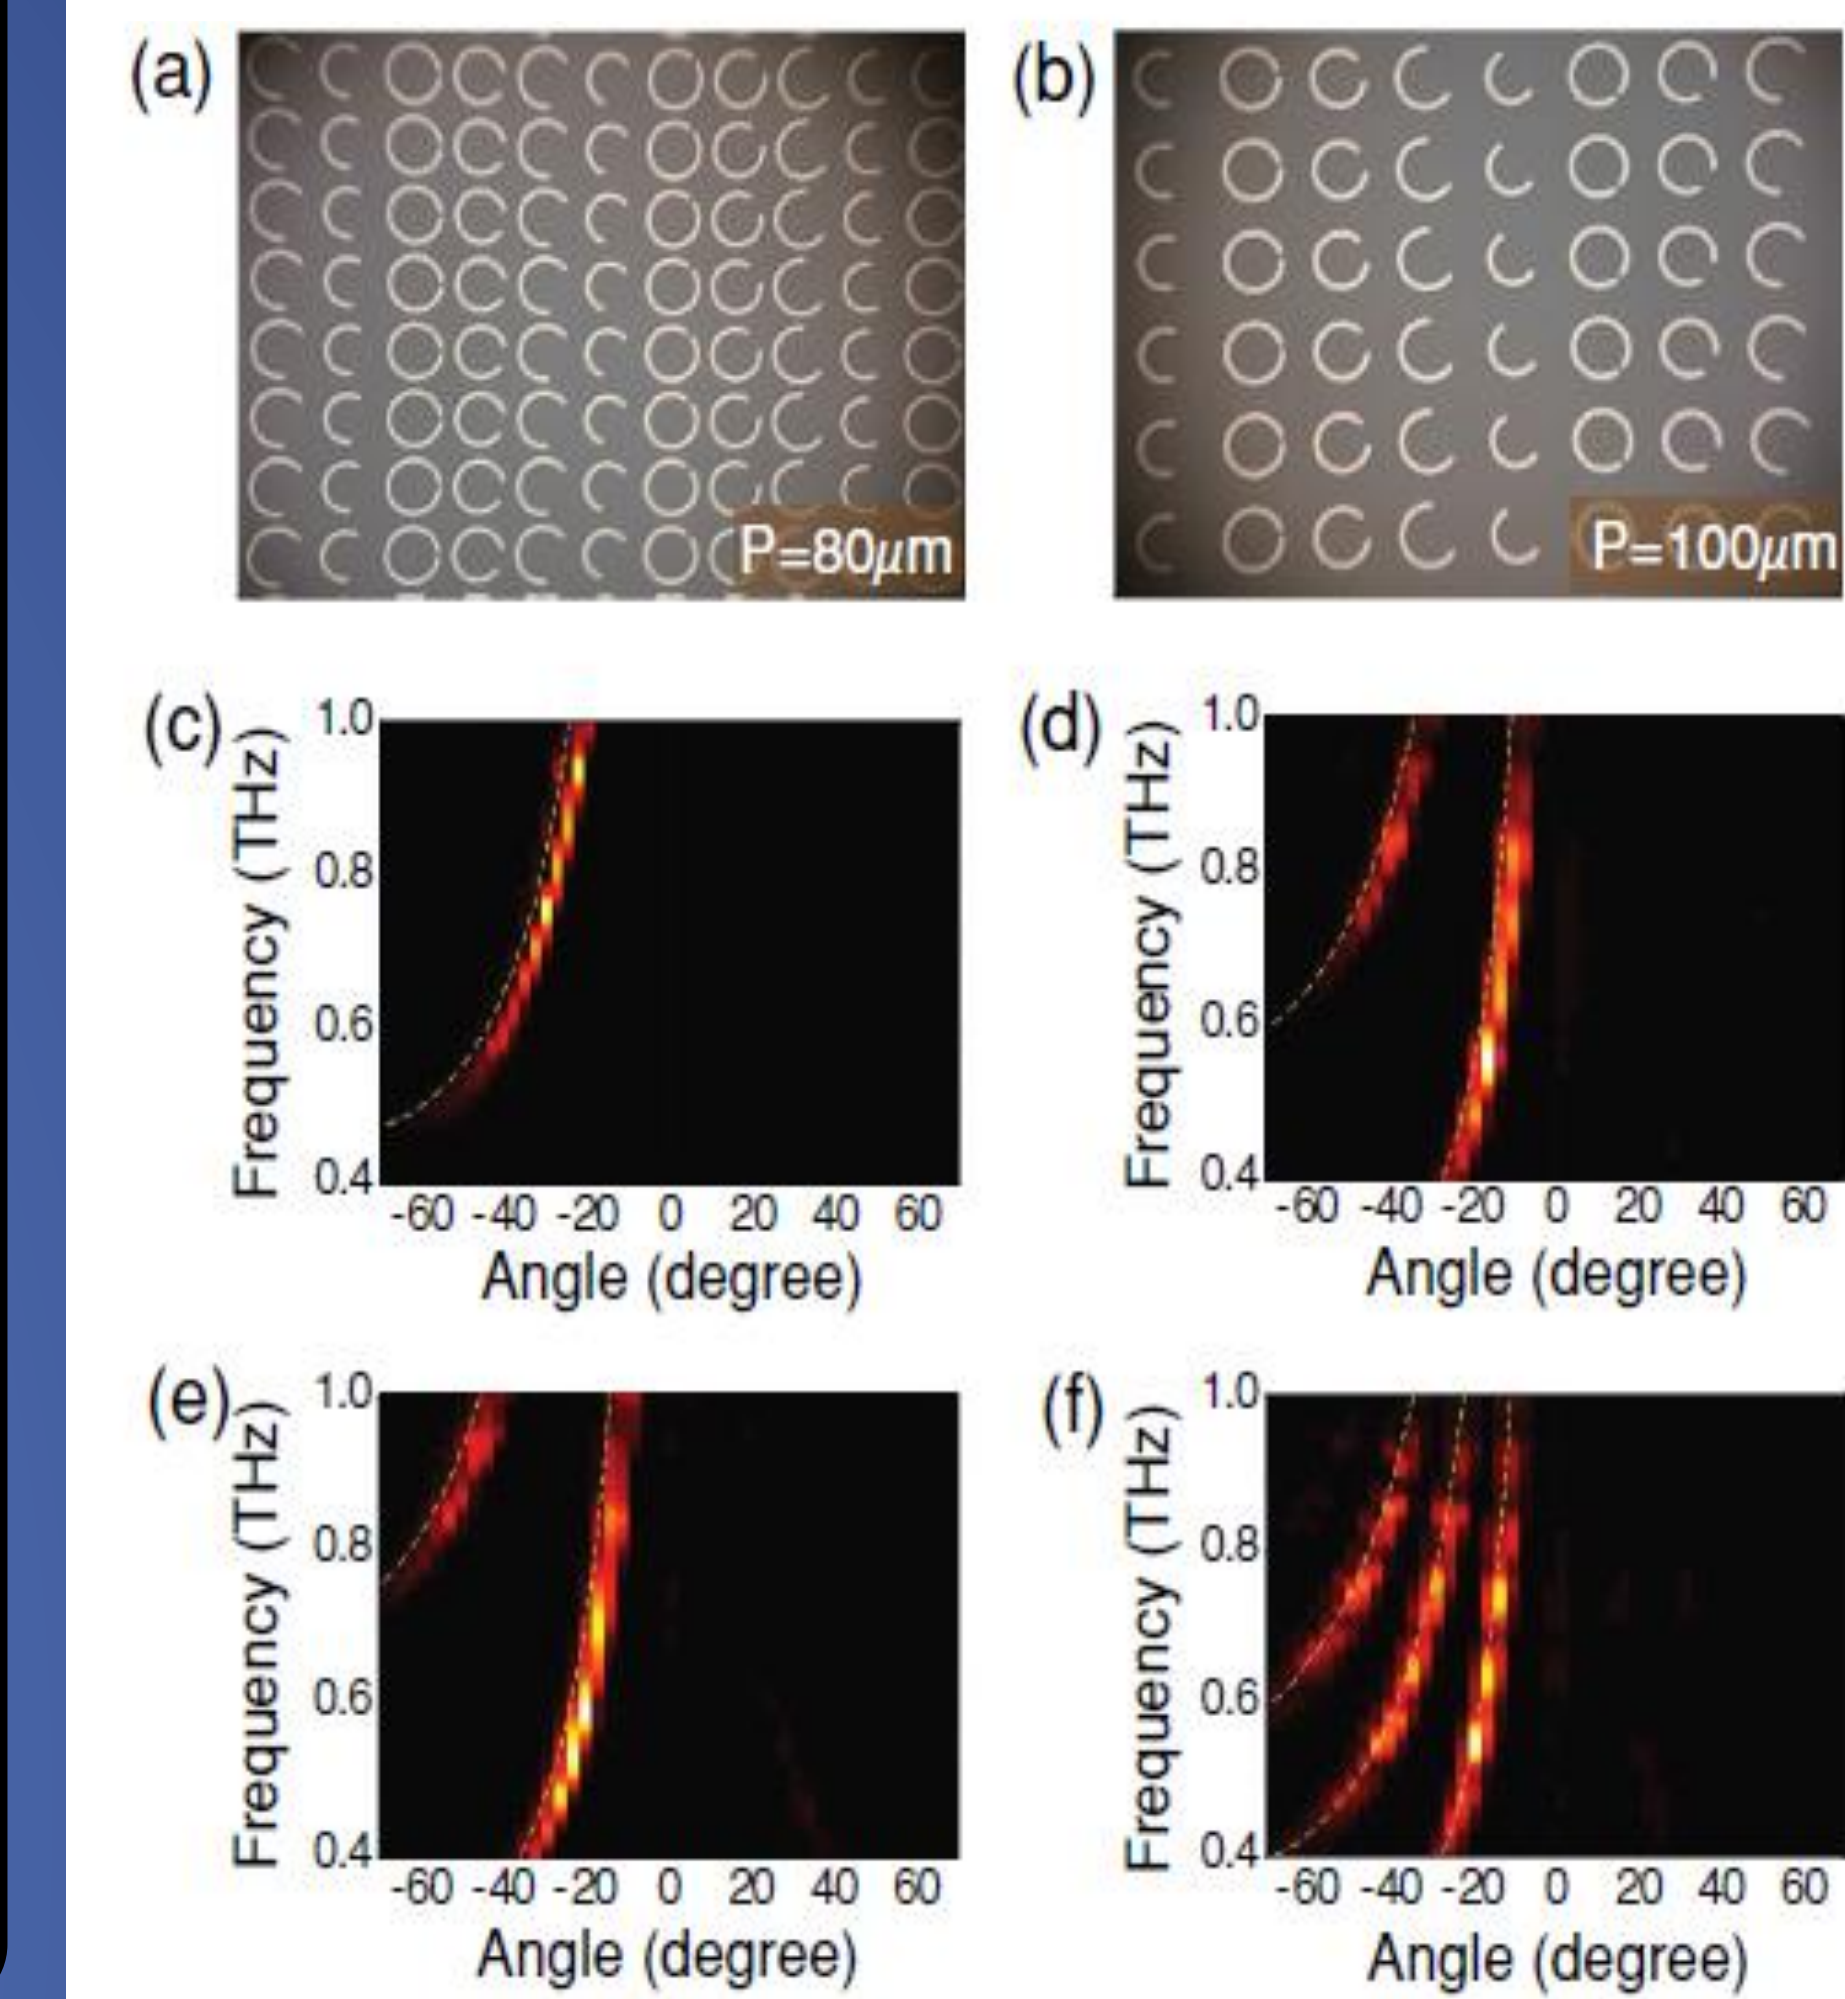 (a)
(b)
P=80μm
P=100μm
(c)
Frequency (THz)
1.0
0.8
0.6
0.4
-60 -40 -20 0 20 40 60
Angle (degree)
(d)
Frequency (THz)
1.0
0.8
0.6
0.4
-60 -40 -20 0 20 40 60
Angle (degree)
(e)
Frequency (THz)
1.0
0.8
0.6
0.4
-60 -40 -20 0 20 40 60
Angle (degree)
(f)
Frequency (THz)
1.0
0.8
0.6
0.4
-60 -40 -20 0 20 40 60
Angle (degree)